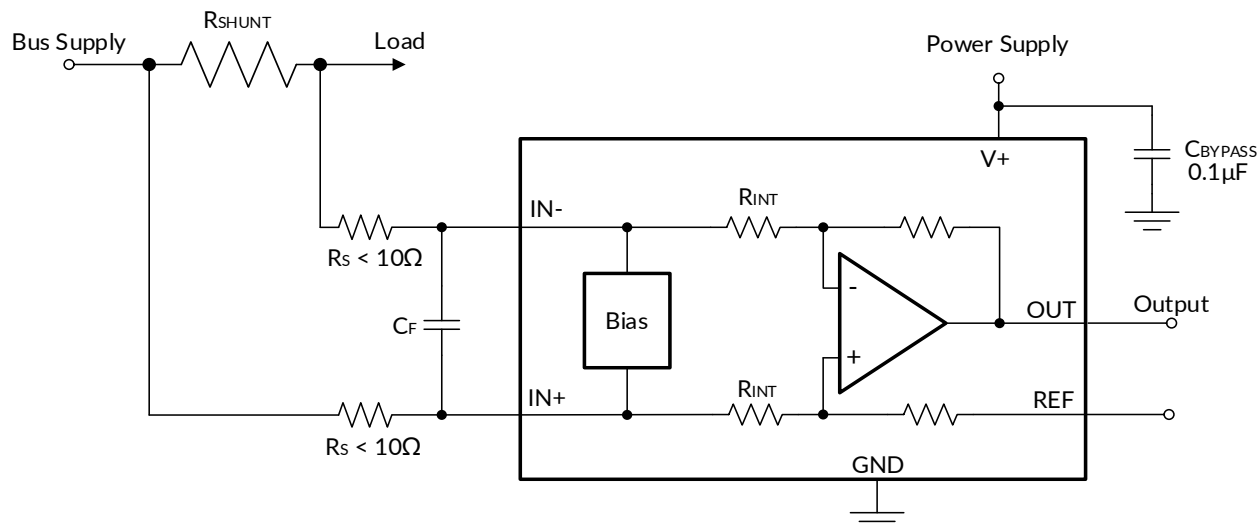 RSHUNT
Bus Supply
Load
Power Supply
V+
CBYPASS
0.1µF
IN-
RINT
RS < 10Ω
-
Bias
CF
OUT
Output
+
IN+
RINT
REF
RS < 10Ω
GND